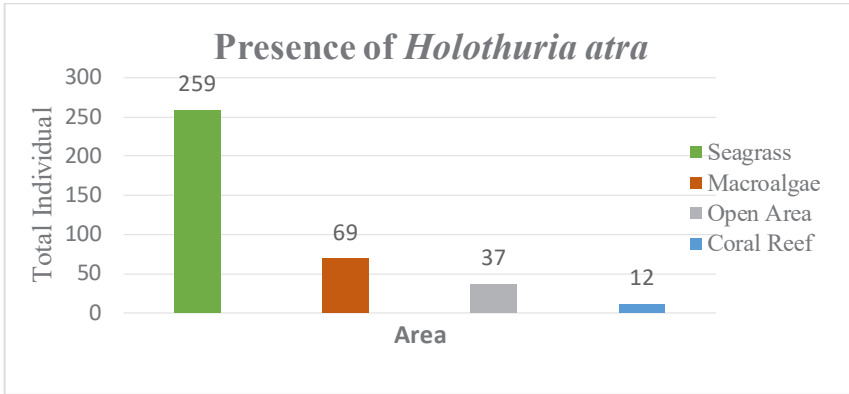 Presence of Holothuria atra
Total Individual
300
250
200
150
100
50
0
259
69
37
12
Area
Seagrass
Macroalgae
Open Area
Coral Reef